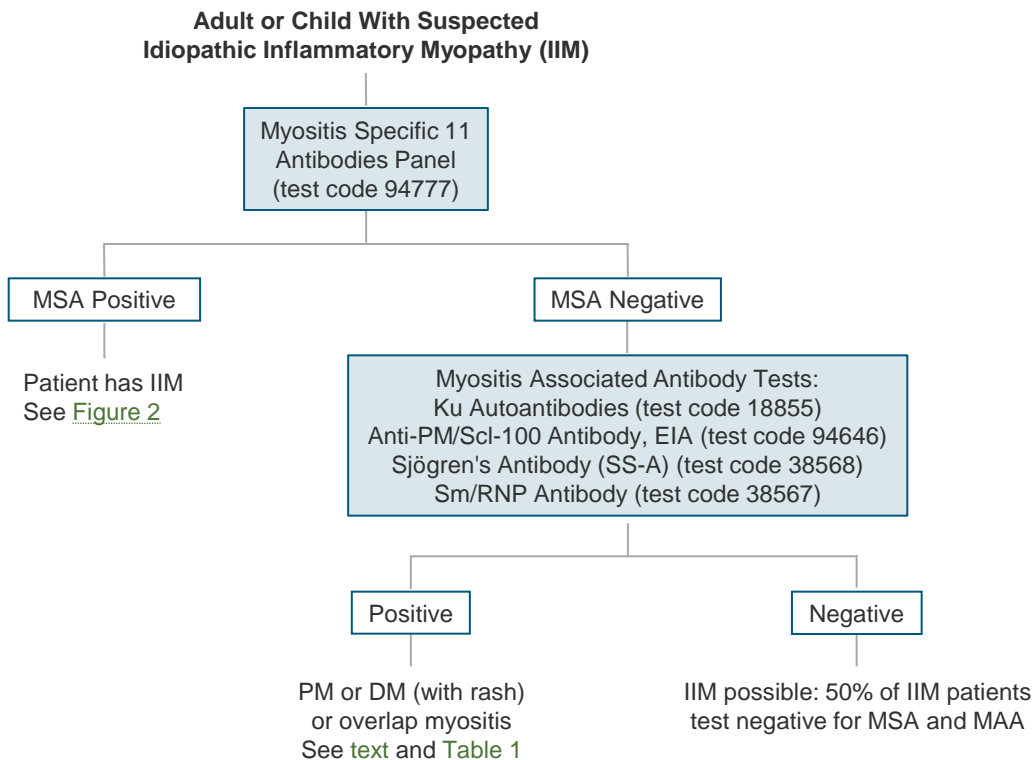 Adult or Child With Suspected
Idiopathic Inflammatory Myopathy (IIM)
Myositis Specific 11
Antibodies Panel
(test code 94777)
MSA Positive
MSA Negative
Patient has IIM
See Figure 2
Myositis Associated Antibody Tests:
Ku Autoantibodies (test code 18855)
Anti-PM/Scl-100 Antibody, EIA (test code 94646)
Sjögren's Antibody (SS-A) (test code 38568)
Sm/RNP Antibody (test code 38567)
Positive
Negative
PM or DM (with rash)
or overlap myositis
See text and Table 1
IIM possible: 50% of IIM patients
test negative for MSA and MAA